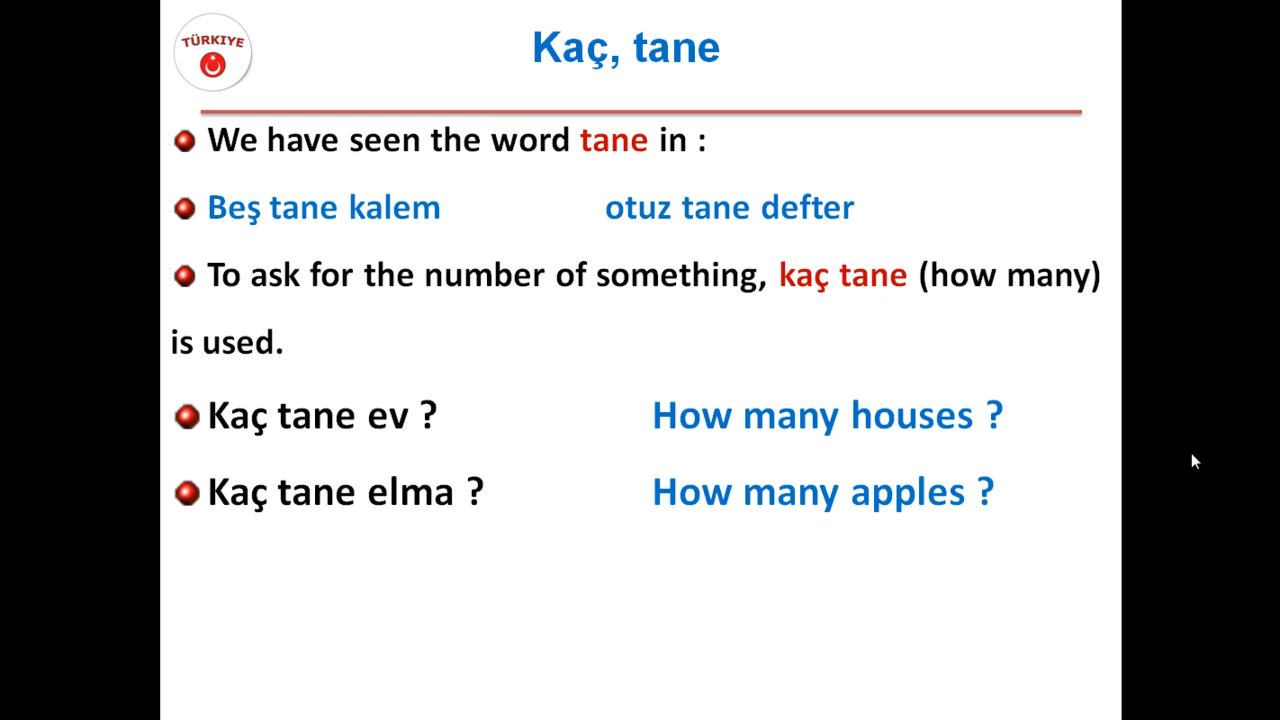 TÜRKIYE
Kaç, tane
We have seen the word tane in :
Beş tane kalem otuz tane defter
To ask for the number of something, kaç tane (how many)
is used.
Kaç tane ev ? How many houses ?
Kaç tane elma ? How many apples ?